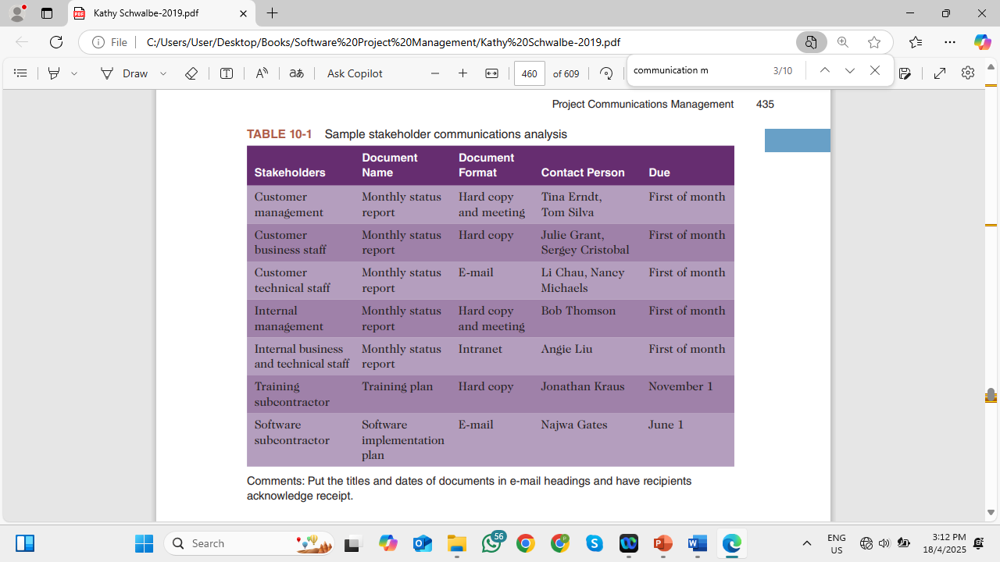 Kathy Schwalbe-2019.pdf
File
C:/Users/User/Desktop/Books/Software%20Project%20Management/Kathy%20Schwalbe-2019.pdf
Draw
Ask Copilot
460
of 609
communication m
3/10
Project Communications Management 435
TABLE 10-1 Sample stakeholder communications analysis
Stakeholders
Document
Name
Document
Format
Contact Person
Due
Customer
management
Monthly status
report
Hard copy
and meeting
Tina Erndt,
Tom Silva
First of month
Customer
business staff
Monthly status
report
Hard copy
Julie Grant,
Sergey Cristobal
First of month
Customer
technical staff
Monthly status
report
E-mail
Li Chau, Nancy
Michaels
First of month
Internal
management
Monthly status
report
Hard copy
and meeting
Bob Thomson
First of month
Internal business
and technical staff
Monthly status
report
Intranet
Angie Liu
First of month
Training
subcontractor
Training plan
Hard copy
Jonathan Kraus
November 1
Software
subcontractor
Software
implementation
plan
E-mail
Najwa Gates
June 1
Comments: Put the titles and dates of documents in e-mail headings and have recipients
acknowledge receipt.
Search
56
ENG
US
3:12 PM
18/4/2025